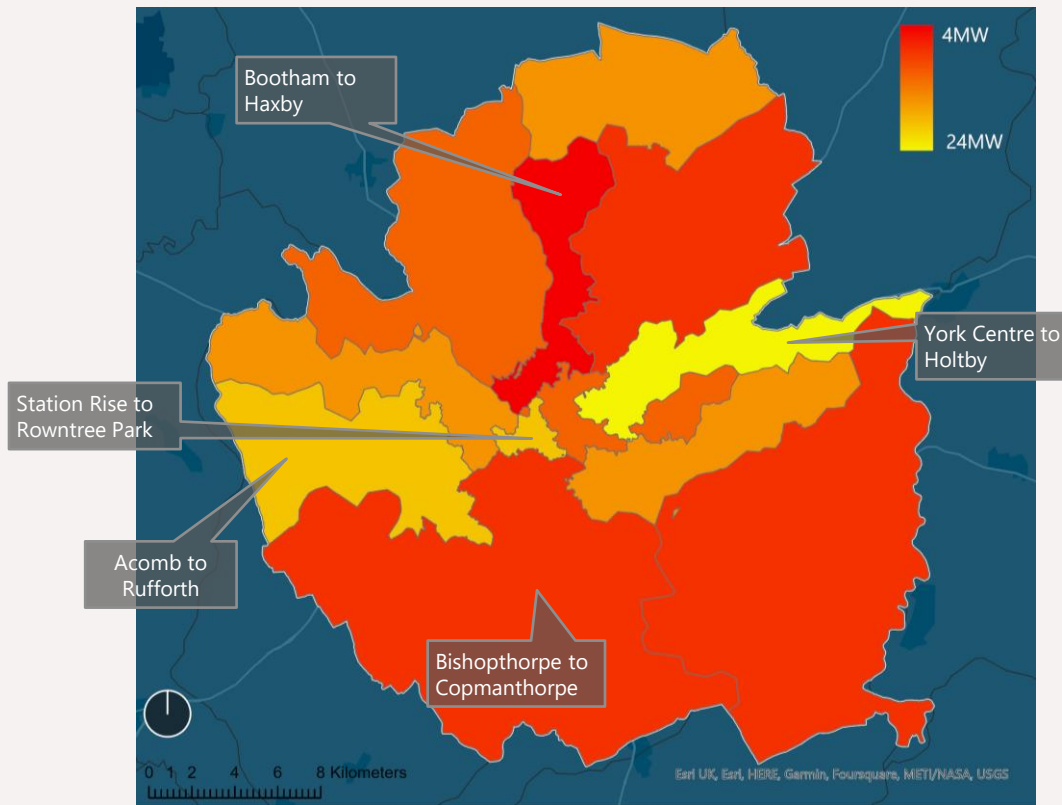 4MW
24MW
Bootham to
Haxby
York Centre to
Holtby
Station Rise to
Rowntree Park
Acomb to
Rufforth
Bishopthorpe to
Copmanthorpe
0 1 2 4 6 8 Kilometers
Esri UK, Esri, HERE, Garmin, Foursquare, METI/NASA, USGS